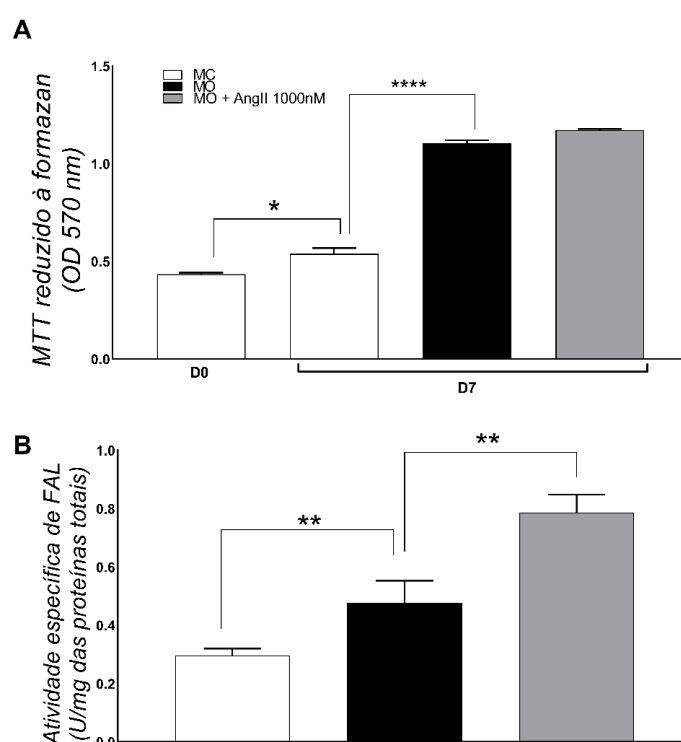 A
MTT reduzido à formazan
(OD 570 nm)
1.5
1.0
0.5
0.0
MC
MO
MO + AngII 1000nM
*
****
D0
D7
B
Atividade específica de FAL
(U/mg das proteínas totais)
1.0
0.8
0.6
0.4
0.2
0.0
**
**